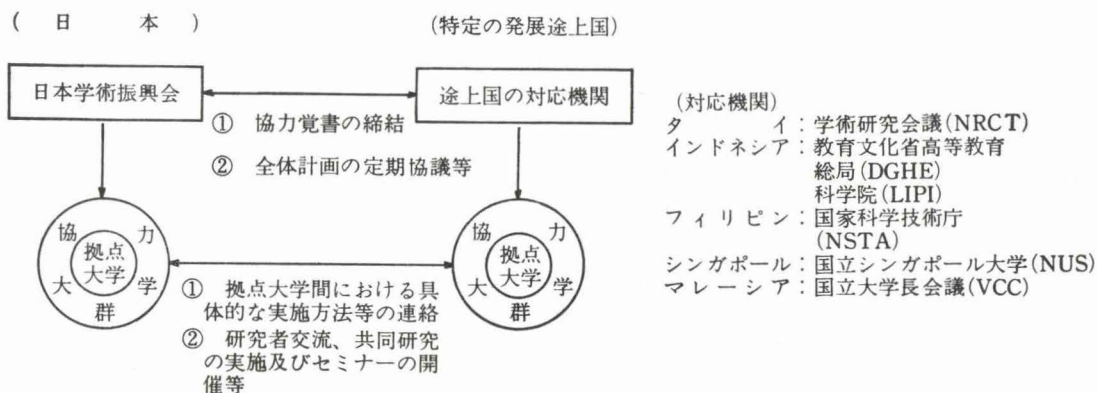 (日本)
(特定の発展途上国)
日本学術振興会
途上国の対応機関
① 協力覚書の締結
② 全体計画の定期協議等
協力
拠点
大学
大学
群
協力
拠点
大学
大学
群
① 拠点大学間における具
体的な実施方法等の連絡
② 研究者交流、共同研究
の実施及びセミナーの開
催等
(対応機関)
タイ：学術研究会議(NRCT)
インドネシア：教育文化省高等教育
総局(DGHE)
科学院(LIPI)
フィリピン：国家科学技術庁
(NSTA)
シンガポール：国立シンガポール大学(NUS)
マレーシア：国立大学長会議(VCC)